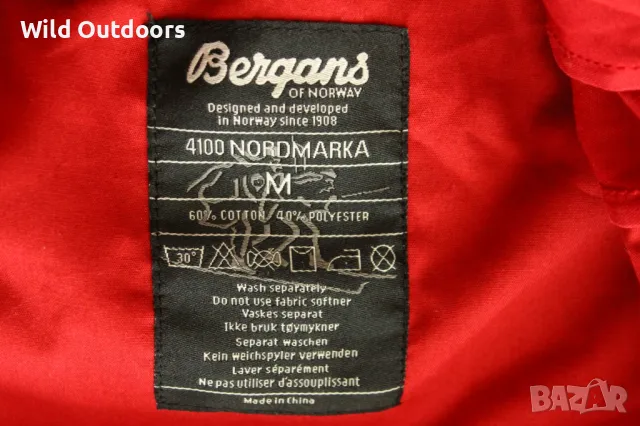 Wild Outdoors
Bergans
OF NORWAY
Designed and developed
in Norway since 1908
4100 NORDMARKA
M
60% COTTON 40% POLYESTER
30°
Wash separately
Do not use fabric softner
Vaskes separat
Ikke bruk tøymykner
Separat waschen
Kein weichspyler verwenden
Laver séparément
Ne pas utiliser d'assouplissant
Made in China
BAZAR